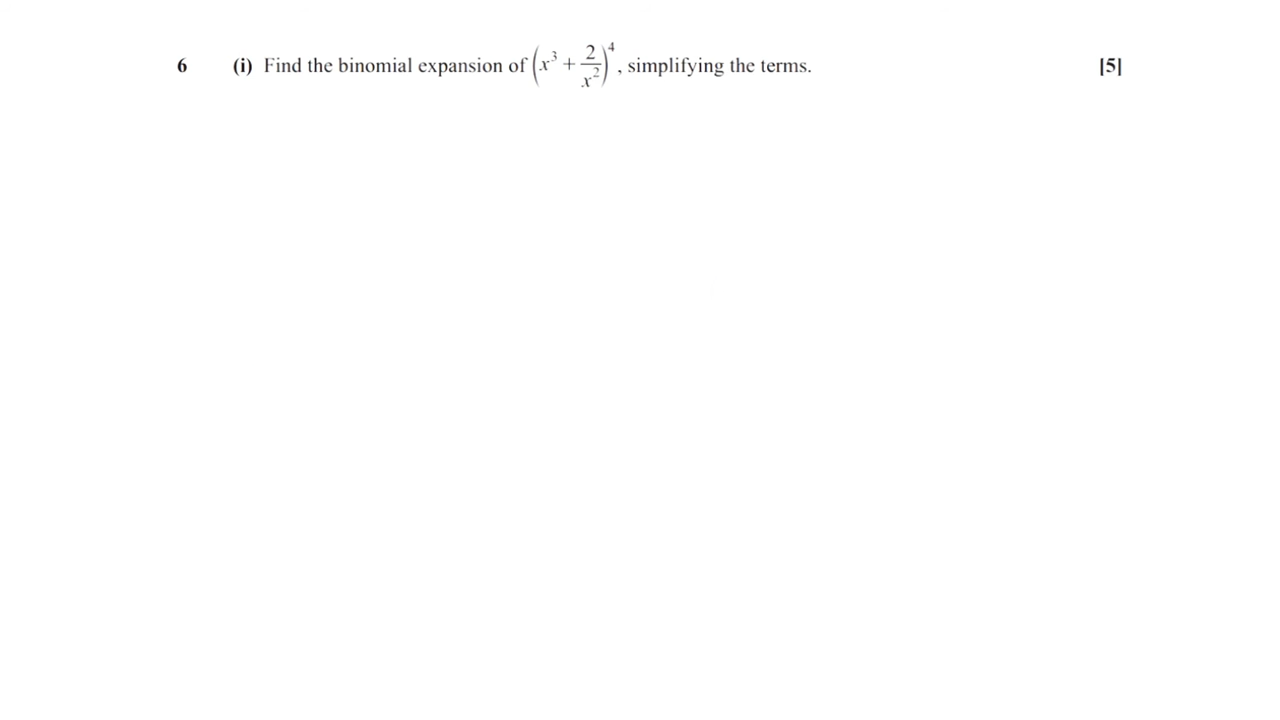 6 (i) Find the binomial expansion of (x³ + 2/x²)⁴, simplifying the terms. [5]